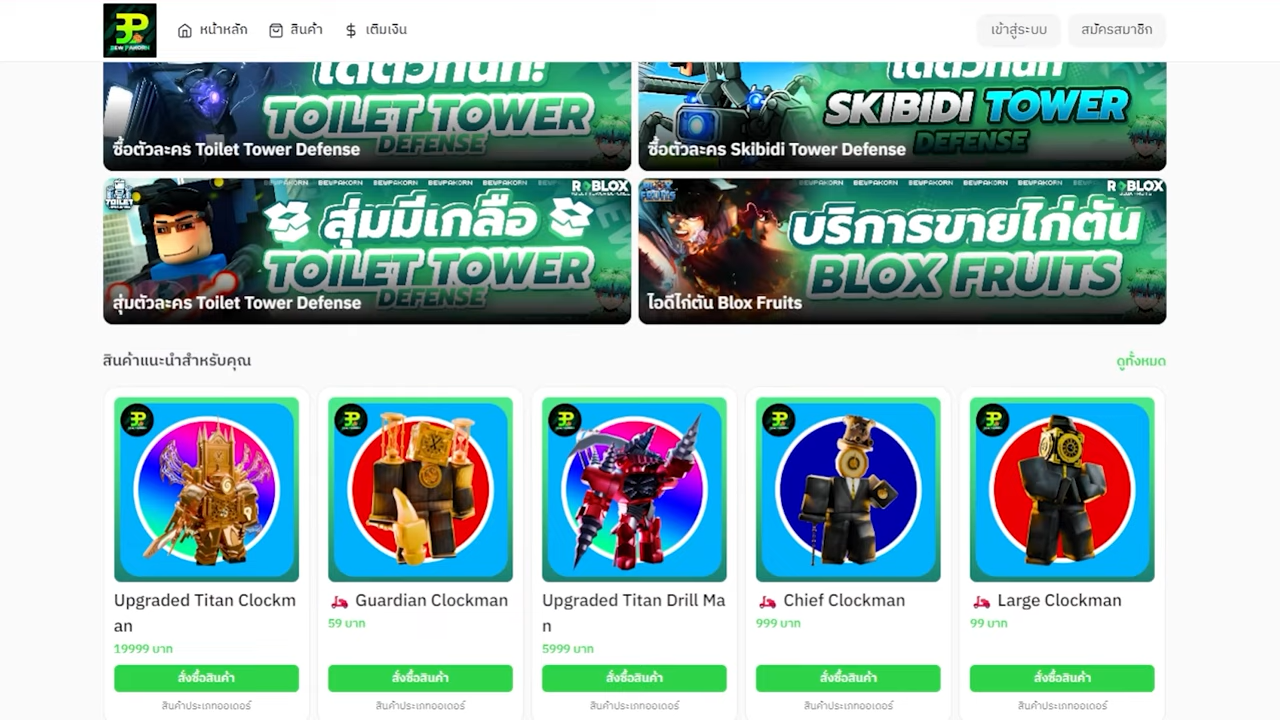 BP
DEW PAKORN
หน้าหลัก
สินค้า
เติมเงิน
เข้าสู่ระบบ
สมัครสมาชิก
TOILET TOWER
DEFENSE
ซื้อตัวละคร Toilet Tower Defense
SKIBIDI TOWER
DEFENSE
ซื้อตัวละคร Skibidi Tower Defense
DEWPAKORN DEWPAKORN DEWPAKORN DEWPAKORN DEWPAKORN
ROBLOX
สุ่มมีเกลือ
TOILET TOWER
DEFENSE
สุ่มตัวละคร Toilet Tower Defense
DEWPAKORN DEWPAKORN DEWPAKORN DEWPAKORN DEWPAKORN
ROBLOX
บริการขายไก่ตัน
BLOX FRUITS
ไอดีไก่ตัน Blox Fruits
สินค้าแนะนำสำหรับคุณ
ดูทั้งหมด
Upgraded Titan Clockm
an
19999 บาท
สั่งซื้อสินค้า
สินค้าประเภทออเดอร์
Guardian Clockman
59 บาท
สั่งซื้อสินค้า
สินค้าประเภทออเดอร์
Upgraded Titan Drill Ma
n
5999 บาท
สั่งซื้อสินค้า
สินค้าประเภทออเดอร์
Chief Clockman
999 บาท
สั่งซื้อสินค้า
สินค้าประเภทออเดอร์
Large Clockman
99 บาท
สั่งซื้อสินค้า
สินค้าประเภทออเดอร์